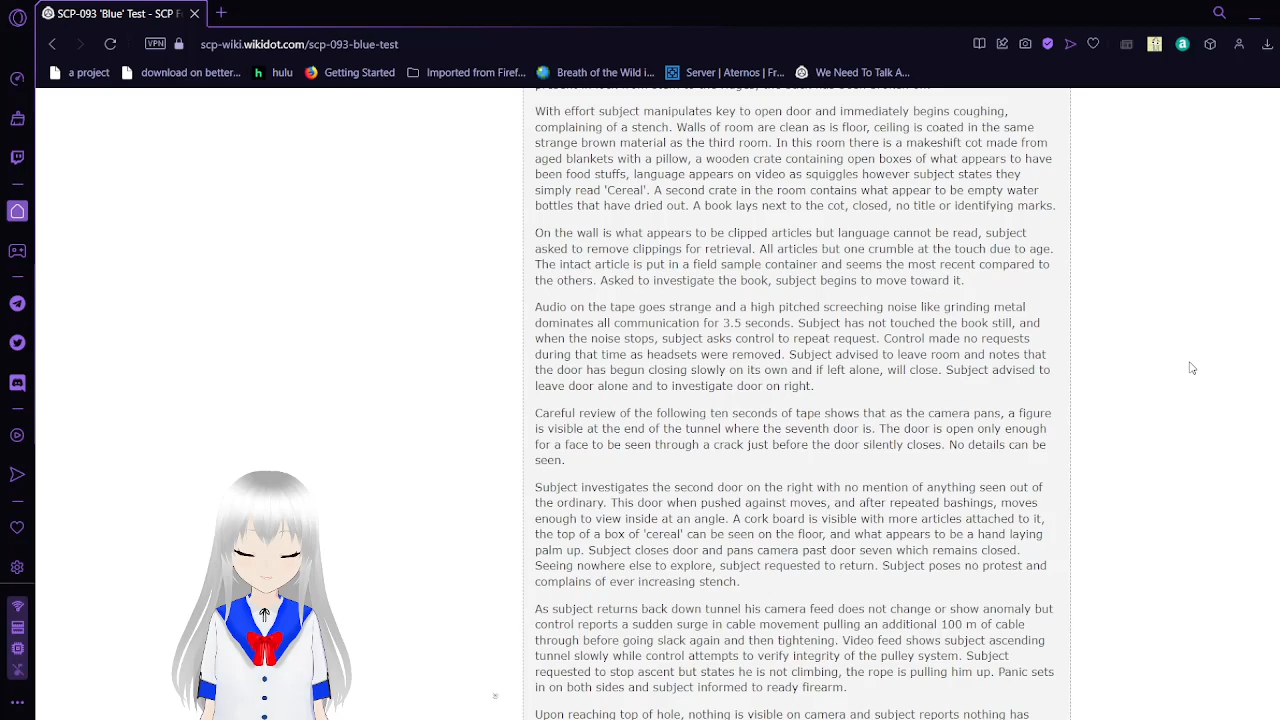 SCP-093 'Blue' Test - SCP F
VPN
scp-wiki.wikidot.com/scp-093-blue-test
a project
download on better...
hulu
Getting Started
Imported from Firef...
Breath of the Wild i...
Server | Aternos | Fr...
We Need To Talk A...
With effort subject manipulates key to open door and immediately begins coughing,
complaining of a stench. Walls of room are clean as is floor, ceiling is coated in the same
strange brown material as the third room. In this room there is a makeshift cot made from
aged blankets with a pillow, a wooden crate containing open boxes of what appears to have
been food stuffs, language appears on video as squiggles however subject states they
simply read 'Cereal'. A second crate in the room contains what appear to be empty water
bottles that have dried out. A book lays next to the cot, closed, no title or identifying marks.
On the wall is what appears to be clipped articles but language cannot be read, subject
asked to remove clippings for retrieval. All articles but one crumble at the touch due to age.
The intact article is put in a field sample container and seems the most recent compared to
the others. Asked to investigate the book, subject begins to move toward it.
Audio on the tape goes strange and a high pitched screeching noise like grinding metal
dominates all communication for 3.5 seconds. Subject has not touched the book still, and
when the noise stops, subject asks control to repeat request. Control made no requests
during that time as headsets were removed. Subject advised to leave room and notes that
the door has begun closing slowly on its own and if left alone, will close. Subject advised to
leave door alone and to investigate door on right.
Careful review of the following ten seconds of tape shows that as the camera pans, a figure
is visible at the end of the tunnel where the seventh door is. The door is open only enough
for a face to be seen through a crack just before the door silently closes. No details can be
seen.
Subject investigates the second door on the right with no mention of anything seen out of
the ordinary. This door when pushed against moves, and after repeated bashings, moves
enough to view inside at an angle. A cork board is visible with more articles attached to it,
the top of a box of 'cereal' can be seen on the floor, and what appears to be a hand laying
palm up. Subject closes door and pans camera past door seven which remains closed.
Seeing nowhere else to explore, subject requested to return. Subject poses no protest and
complains of ever increasing stench.
As subject returns back down tunnel his camera feed does not change or show anomaly but
control reports a sudden surge in cable movement pulling an additional 100 m of cable
through before going slack again and then tightening. Video feed shows subject ascending
tunnel slowly while control attempts to verify integrity of the pulley system. Subject
requested to stop ascent but states he is not climbing, the rope is pulling him up. Panic sets
in on both sides and subject informed to ready firearm.
Upon reaching top of hole, nothing is visible on camera and subject reports nothing has